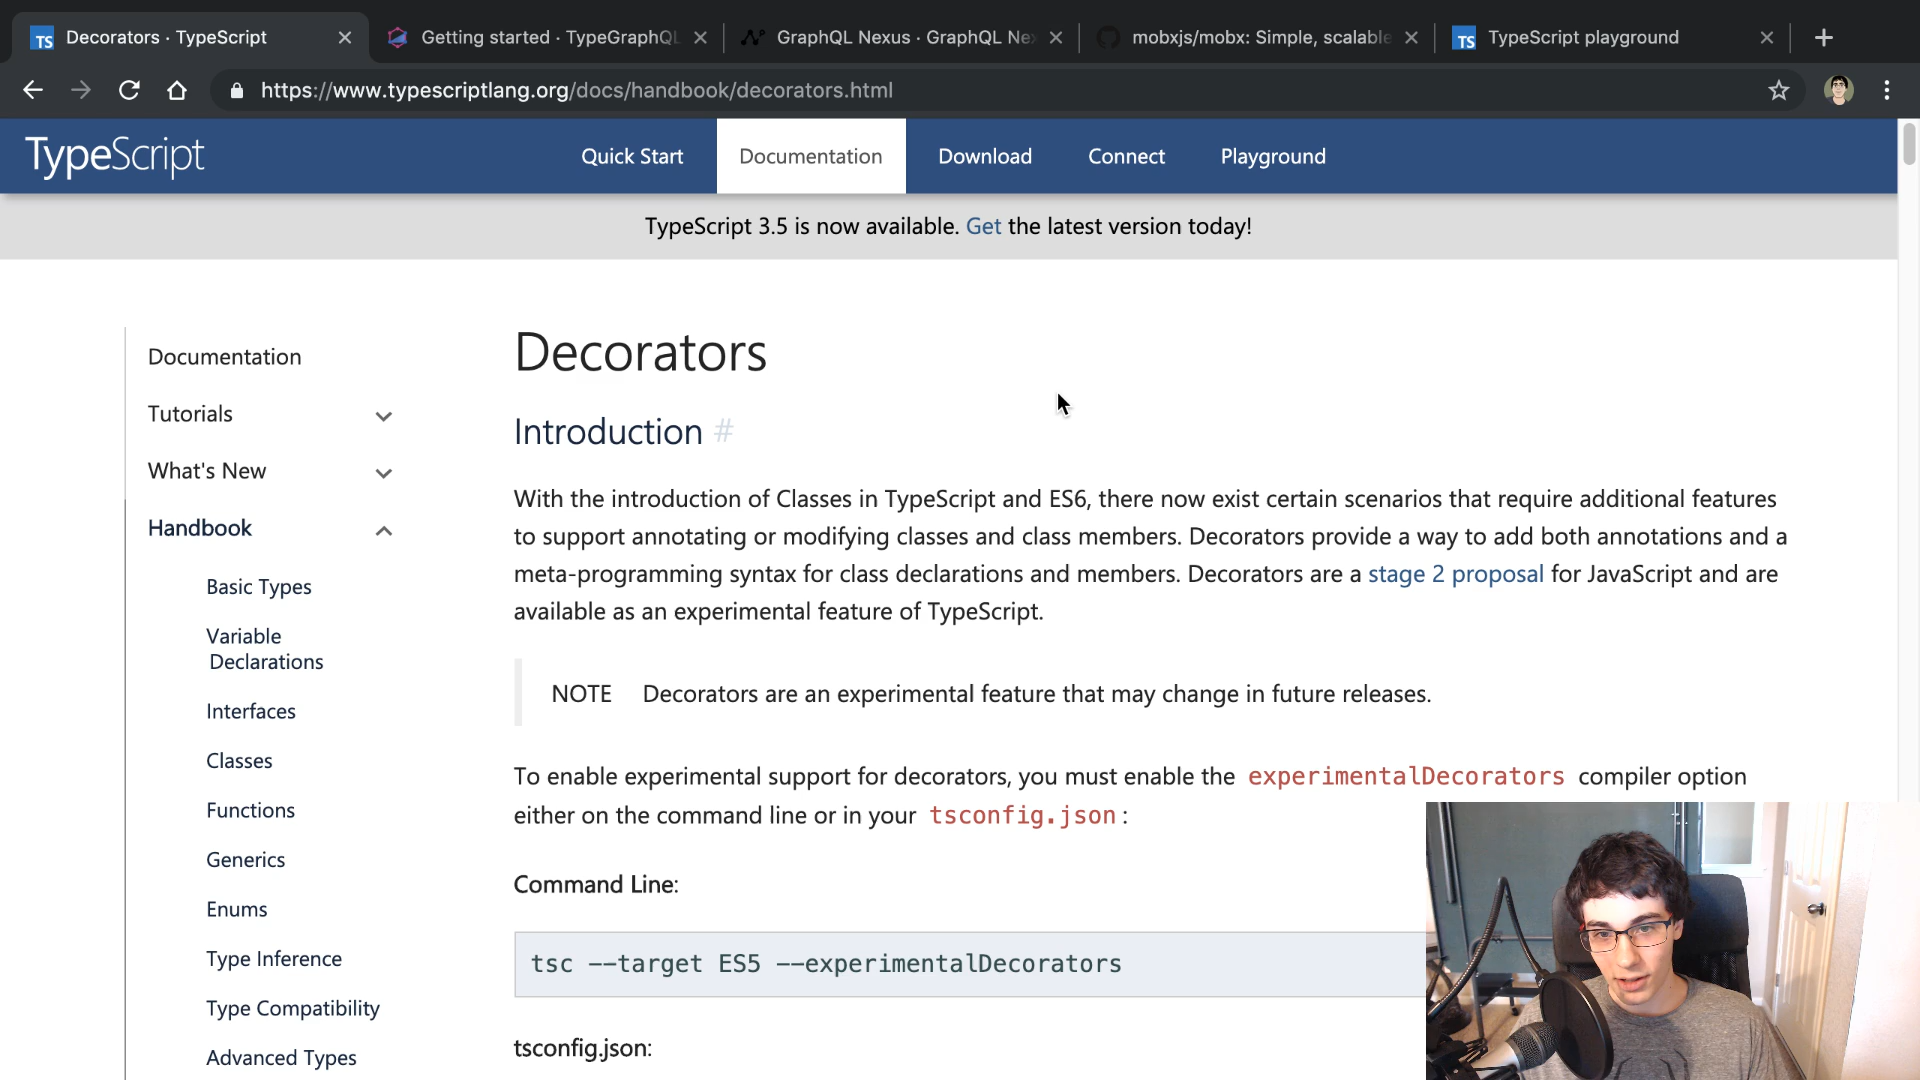 Decorators · TypeScript
Getting started · TypeGraphQL
GraphQL Nexus · GraphQL Nex
mobxjs/mobx: Simple, scalable
TypeScript playground
https://www.typescriptlang.org/docs/handbook/decorators.html
TypeScript
Quick Start
Documentation
Download
Connect
Playground
TypeScript 3.5 is now available. Get the latest version today!
Documentation
Tutorials
What's New
Handbook
Basic Types
Variable
Declarations
Interfaces
Classes
Functions
Generics
Enums
Type Inference
Type Compatibility
Advanced Types
Decorators
Introduction #
With the introduction of Classes in TypeScript and ES6, there now exist certain scenarios that require additional features
to support annotating or modifying classes and class members. Decorators provide a way to add both annotations and a
meta-programming syntax for class declarations and members. Decorators are a stage 2 proposal for JavaScript and are
available as an experimental feature of TypeScript.
NOTE Decorators are an experimental feature that may change in future releases.
To enable experimental support for decorators, you must enable the experimentalDecorators compiler option
either on the command line or in your tsconfig.json:
Command Line:
tsc --target ES5 --experimentalDecorators
tsconfig.json: